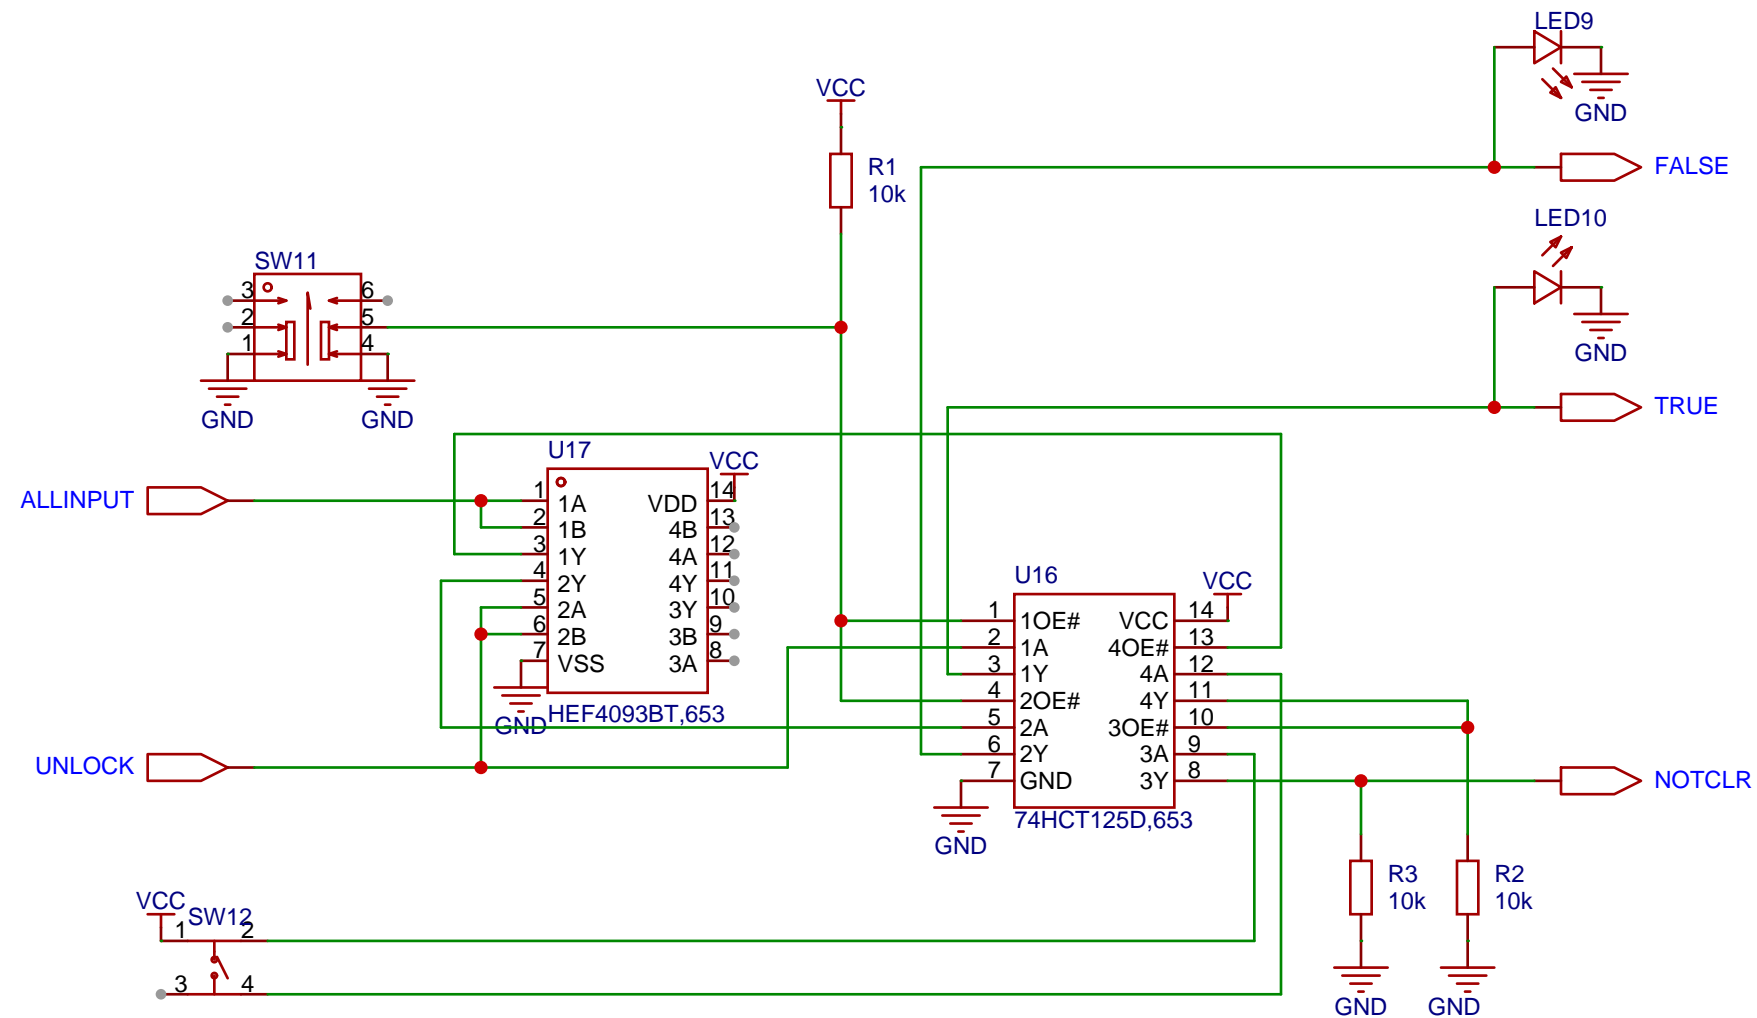 LED9
GND
FALSE
VCC
R1
10k
LED10
GND
TRUE
SW11
3
2
1
6
5
4
GND
GND
U17
VCC
ALLINPUT
1 1A VDD 14
2 1B 4B 13
3 1Y 4A 12
4 2Y 4Y 11
5 2A 3Y 10
6 2B 3B 9
7 VSS 3A 8
GND
HEF4093BT,653
UNLOCK
U16
VCC
1 1OE# VCC 14
2 1A 4OE# 13
3 1Y 4A 12
4 2OE# 4Y 11
5 2A 3OE# 10
6 2Y 3A 9
7 GND 3Y 8
74HCT125D,653
GND
NOTCLR
R3
10k
R2
10k
GND
GND
VCC
SW12
1 2
3 4